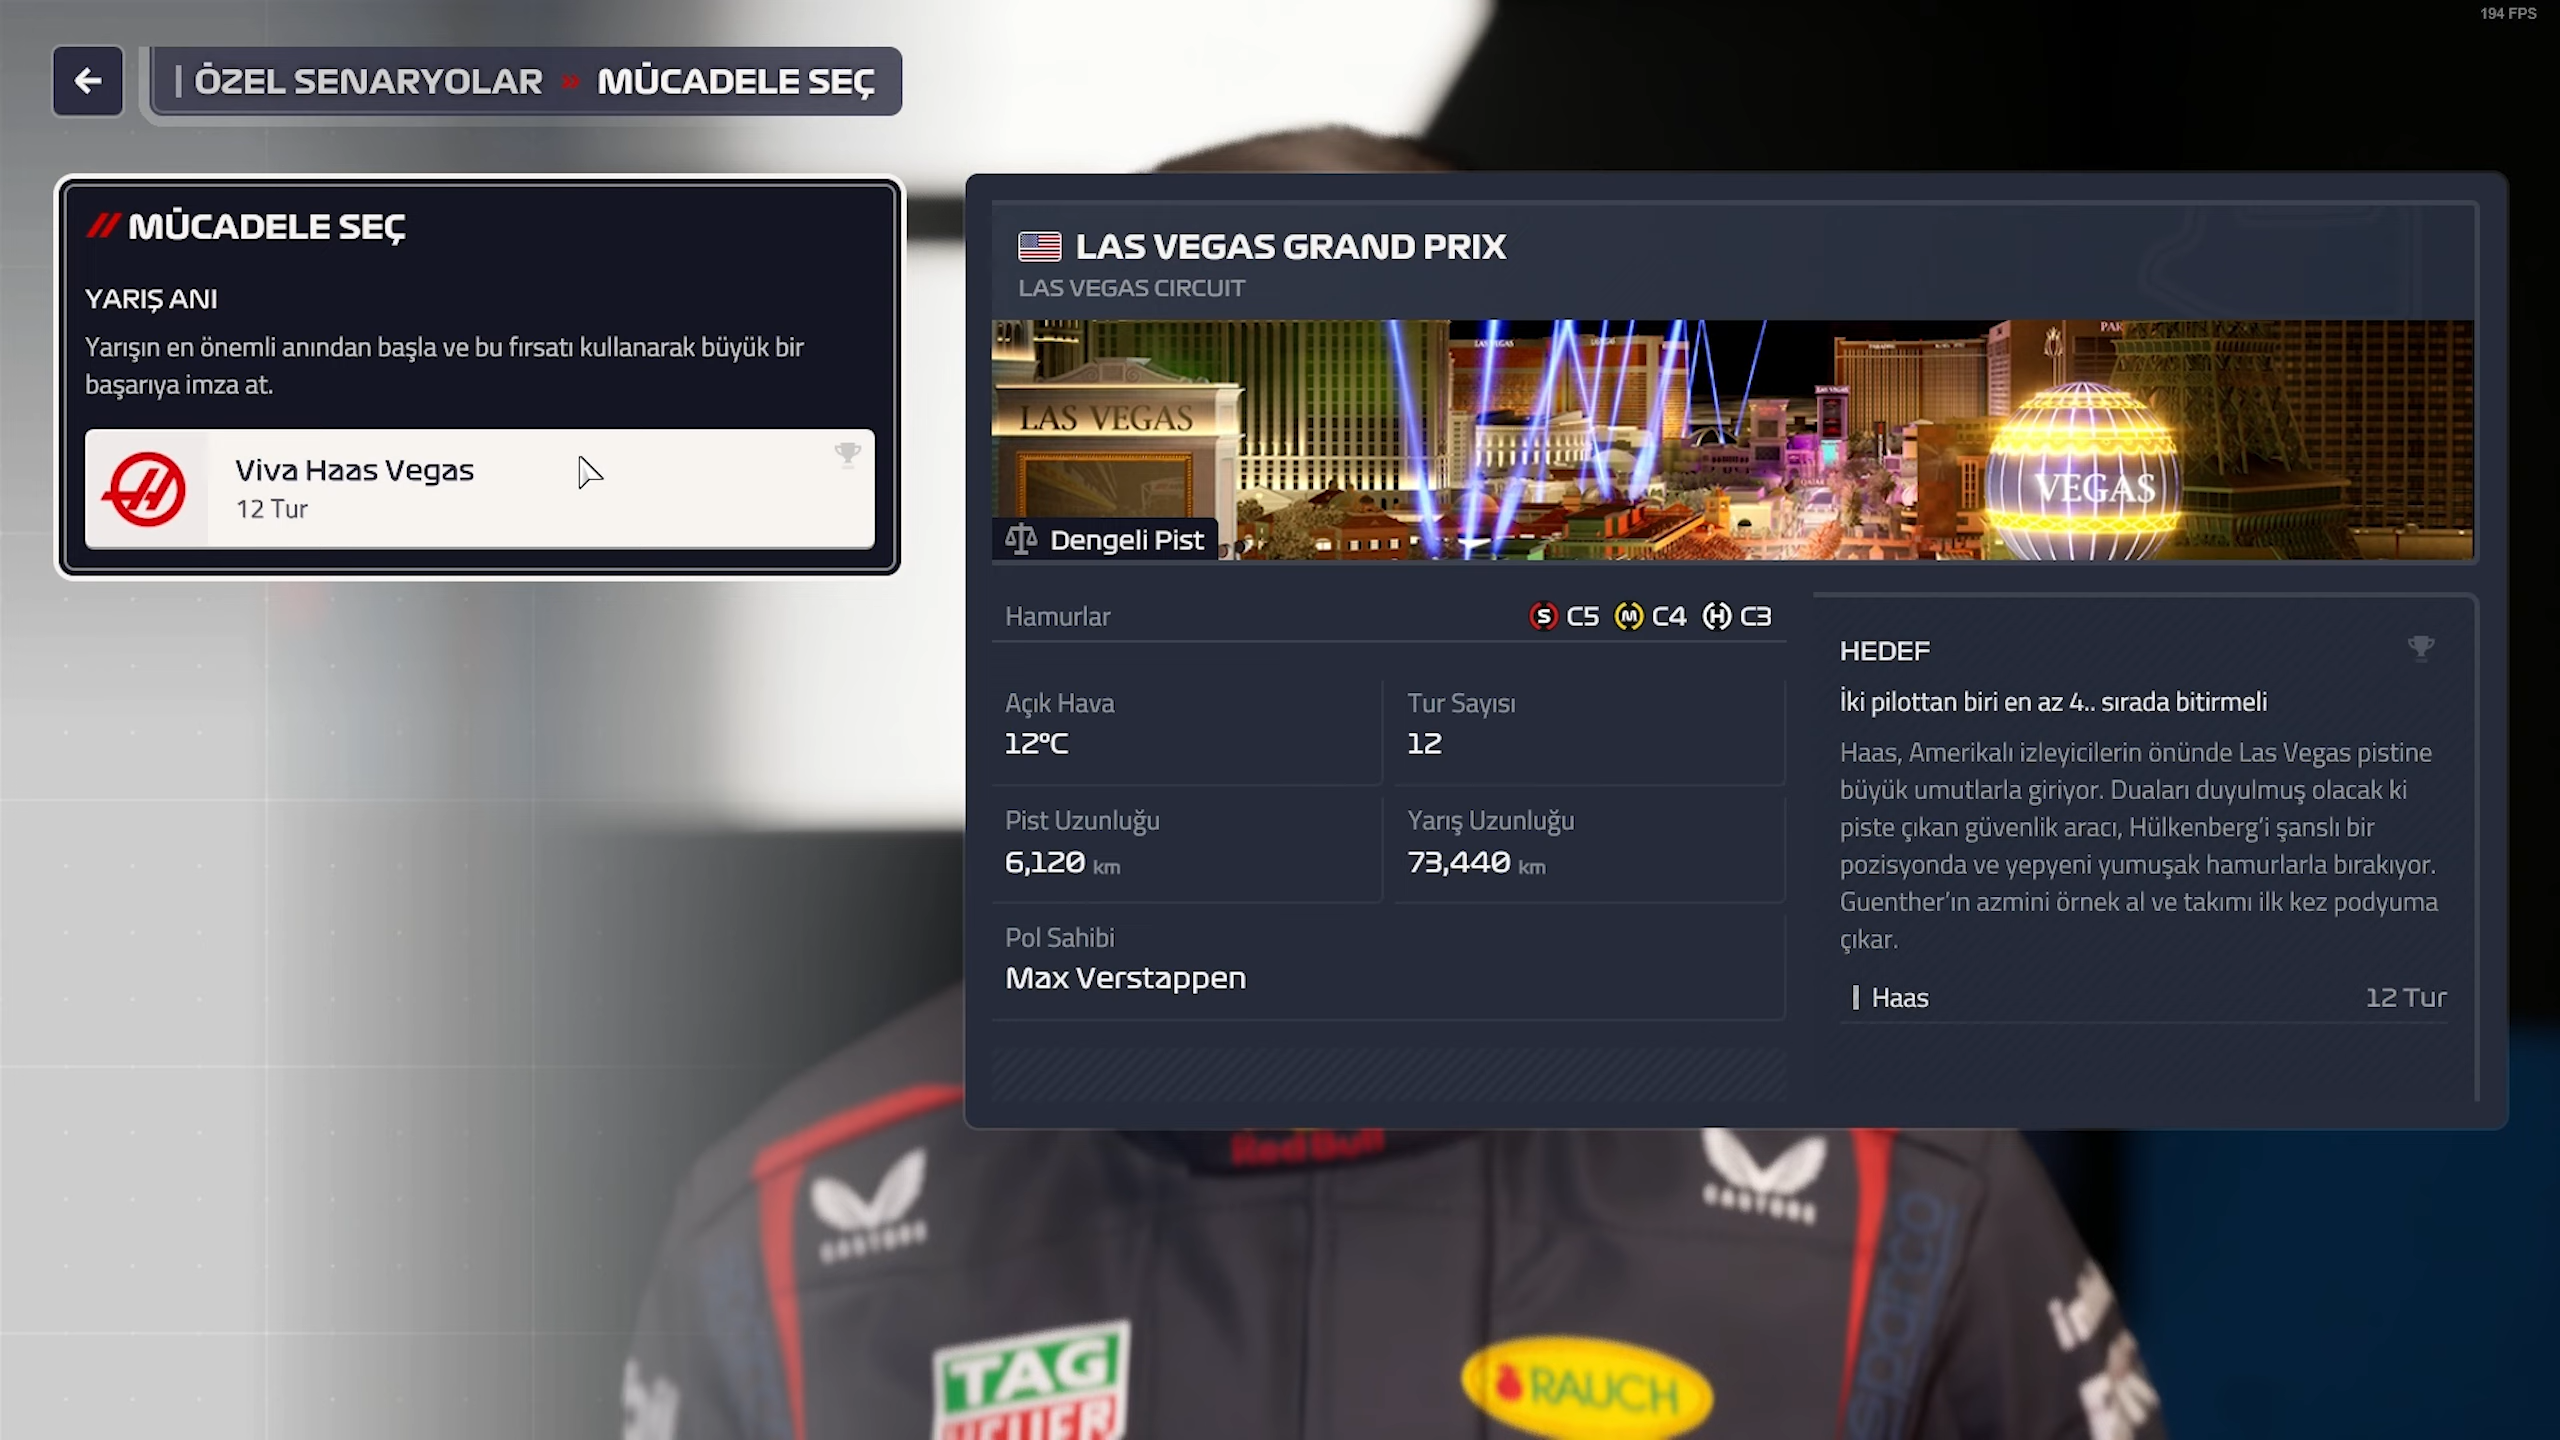 194 FPS
| ÖZEL SENARYOLAR » MÜCADELE SEÇ
// MÜCADELE SEÇ
YARIŞ ANI
Yarışın en önemli anından başla ve bu fırsatı kullanarak büyük bir
başarıya imza at.
Viva Haas Vegas
12 Tur
LAS VEGAS GRAND PRIX
LAS VEGAS CIRCUIT
LAS VEGAS
VEGAS
Dengeli Pist
Hamurlar
S C5 M C4 H C3
Açık Hava
12°C
Tur Sayısı
12
Pist Uzunluğu
6,120 km
Yarış Uzunluğu
73,440 km
Pol Sahibi
Max Verstappen
HEDEF
İki pilottan biri en az 4.. sırada bitirmeli
Haas, Amerikalı izleyicilerin önünde Las Vegas pistine
büyük umutlarla giriyor. Duaları duyulmuş olacak ki
piste çıkan güvenlik aracı, Hülkenberg'i şanslı bir
pozisyonda ve yepyeni yumuşak hamurlarla bırakıyor.
Guenther'ın azmini örnek al ve takımı ilk kez podyuma
çıkar.
Haas
12 Tur
Red Bull
CASTORE
CASTORE
sparco
TAG
HEUER
RAUCH